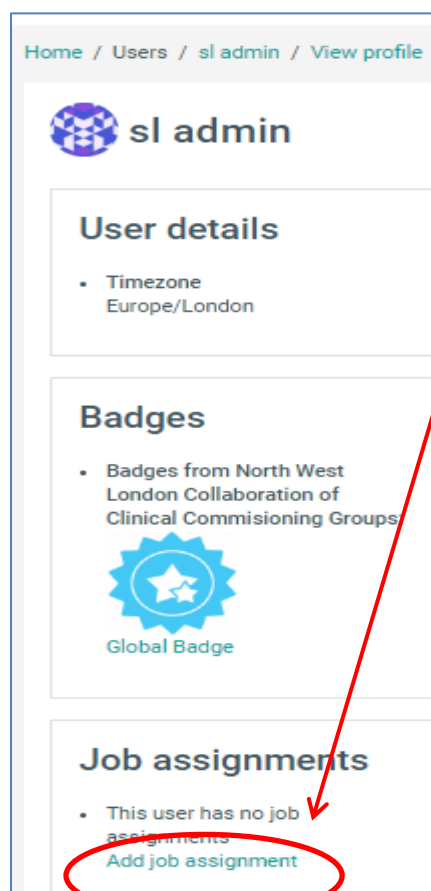 Home / Users / sl admin / View profile
sl admin
User details
• Timezone
Europe/London
Badges
• Badges from North West
London Collaboration of
Clinical Commisioning Groups:
Global Badge
Job assignments
• This user has no job
assignments
Add job assignment